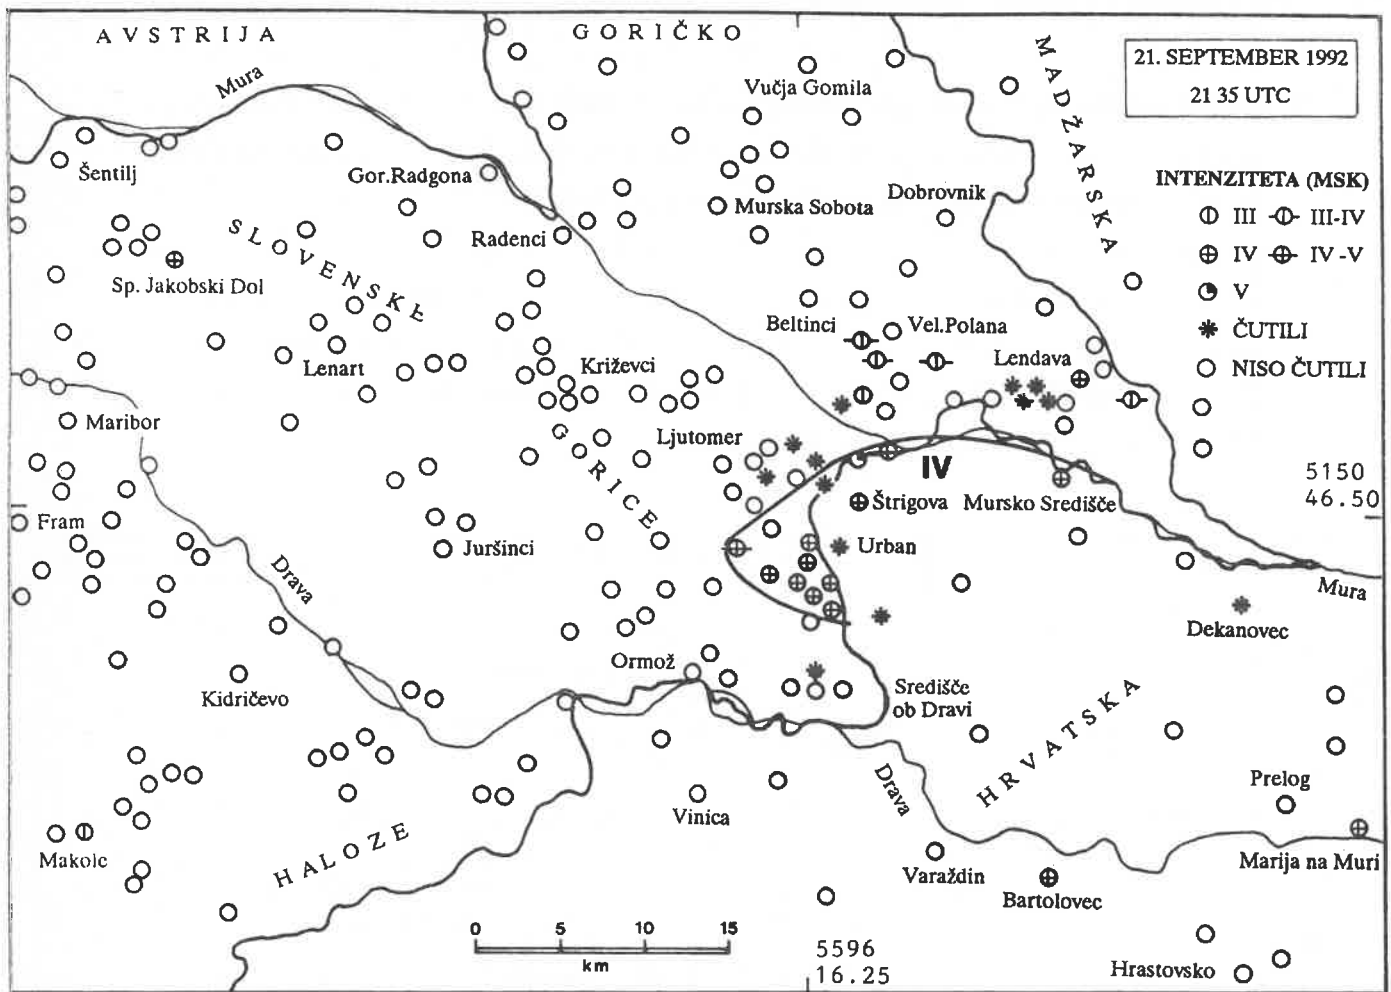 AVSTRIJA
GORIČKO
MADŽARSKA
21. SEPTEMBER 1992
21 35 UTC
Mura
Vučja Gomila
Šentilj
Gor.Radgona
Dobrovnik
INTENZITETA (MSK)
III III-IV
IV IV-V
V
ČUTILI
NISO ČUTILI
Murska Sobota
SLOVENSKE
Radenci
Sp. Jakobski Dol
Beltinci
Vel.Polana
Lendava
Lenart
Križevci
Maribor
GORICE
Ljutomer
IV
5150
46.50
Štrigova
Mursko Središče
Fram
Juršinci
Urban
Drava
Mura
Dekanovec
Ormož
Kidričevo
Središče
ob Dravi
HRVATSKA
Drava
Prelog
Vinica
HALOZE
Makole
Varaždin
Marija na Muri
Bartolovec
0 5 10 15
km
5596
16.25
Hrastovsko